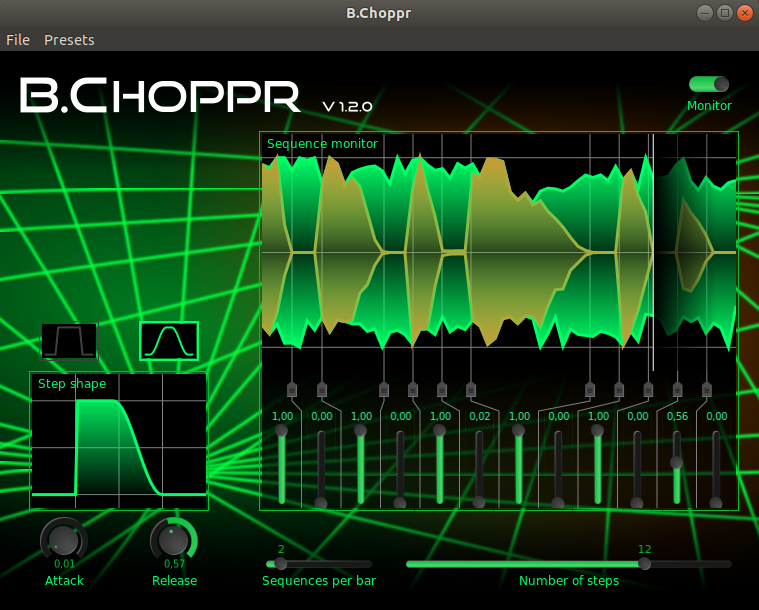 B.Choppr
File Presets
B.CHOPPR V 1.2.0
Monitor
Sequence monitor
Step shape
1,00 0,00 1,00 0,00 1,00 0,02 1,00 0,00 1,00 0,00 0,56 0,00
0,01 0,57
Attack Release
2 12
Sequences per bar Number of steps